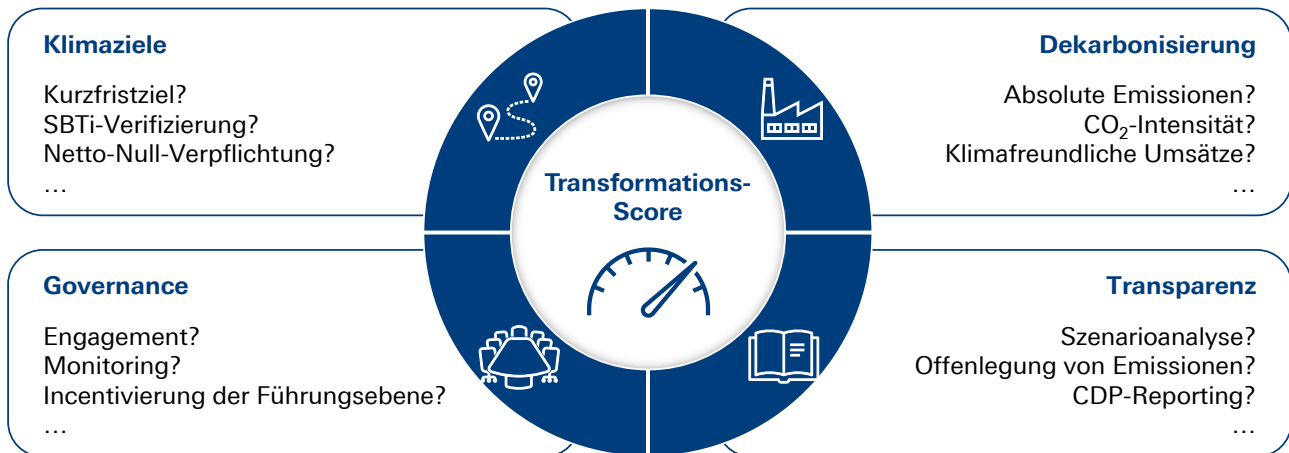 Klimaziele
Kurzfristziel?
SBTi-Verifizierung?
Netto-Null-Verpflichtung?
…
Dekarbonisierung
Absolute Emissionen?
CO₂-Intensität?
Klimafreundliche Umsätze?
…
Transformations-
Score
Governance
Engagement?
Monitoring?
Incentivierung der Führungsebene?
…
Transparenz
Szenarioanalyse?
Offenlegung von Emissionen?
CDP-Reporting?
…